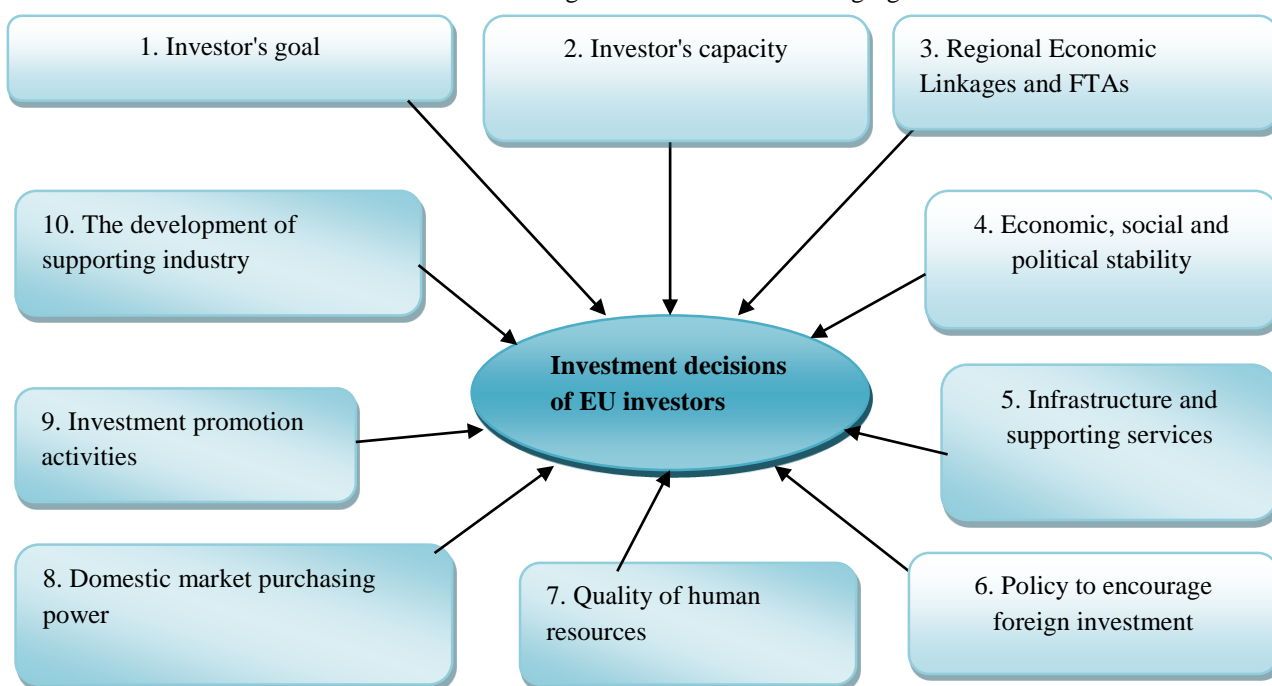 1. Investor's goal
2. Investor's capacity
3. Regional Economic
Linkages and FTAs
10. The development of
supporting industry
4. Economic, social and
political stability
Investment decisions
of EU investors
9. Investment promotion
activities
5. Infrastructure and
supporting services
8. Domestic market purchasing
power
7. Quality of human
resources
6. Policy to encourage
foreign investment